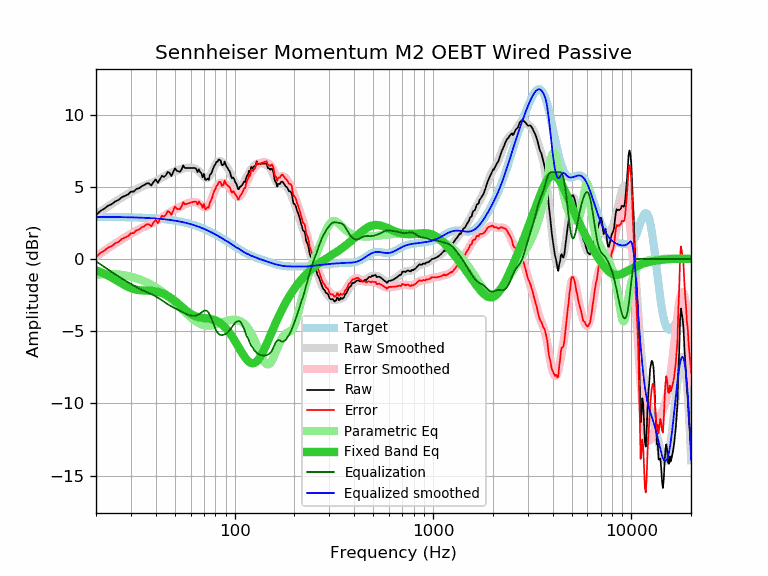 Sennheiser Momentum M2 OEBT Wired Passive
Amplitude (dBr)
10
5
0
−5
−10
−15
Target
Raw Smoothed
Error Smoothed
Raw
Error
Parametric Eq
Fixed Band Eq
Equalization
Equalized smoothed
100
1000
10000
Frequency (Hz)